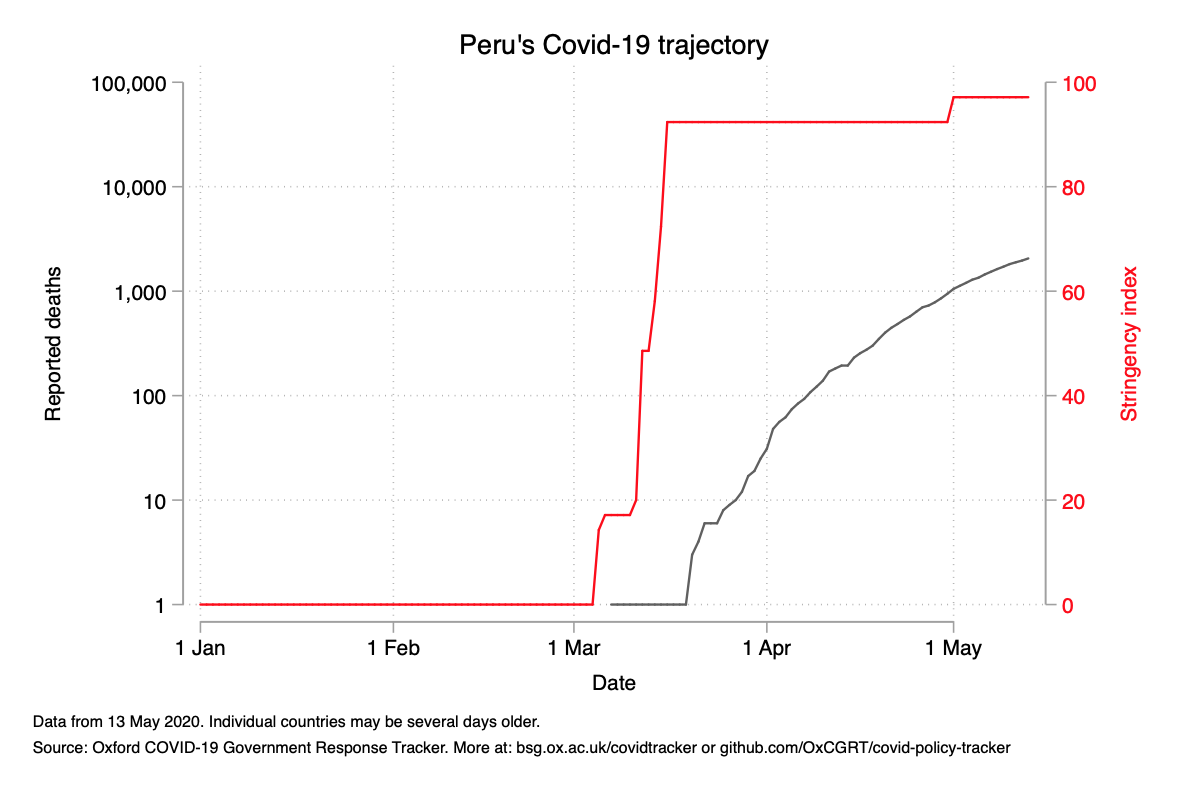 Peru's Covid-19 trajectory
100,000
10,000
1,000
100
10
1
Reported deaths
100
80
60
40
20
0
Stringency index
1 Jan
1 Feb
1 Mar
1 Apr
1 May
Date
Data from 13 May 2020. Individual countries may be several days older.
Source: Oxford COVID-19 Government Response Tracker. More at: bsg.ox.ac.uk/covidtracker or github.com/OxCGRT/covid-policy-tracker